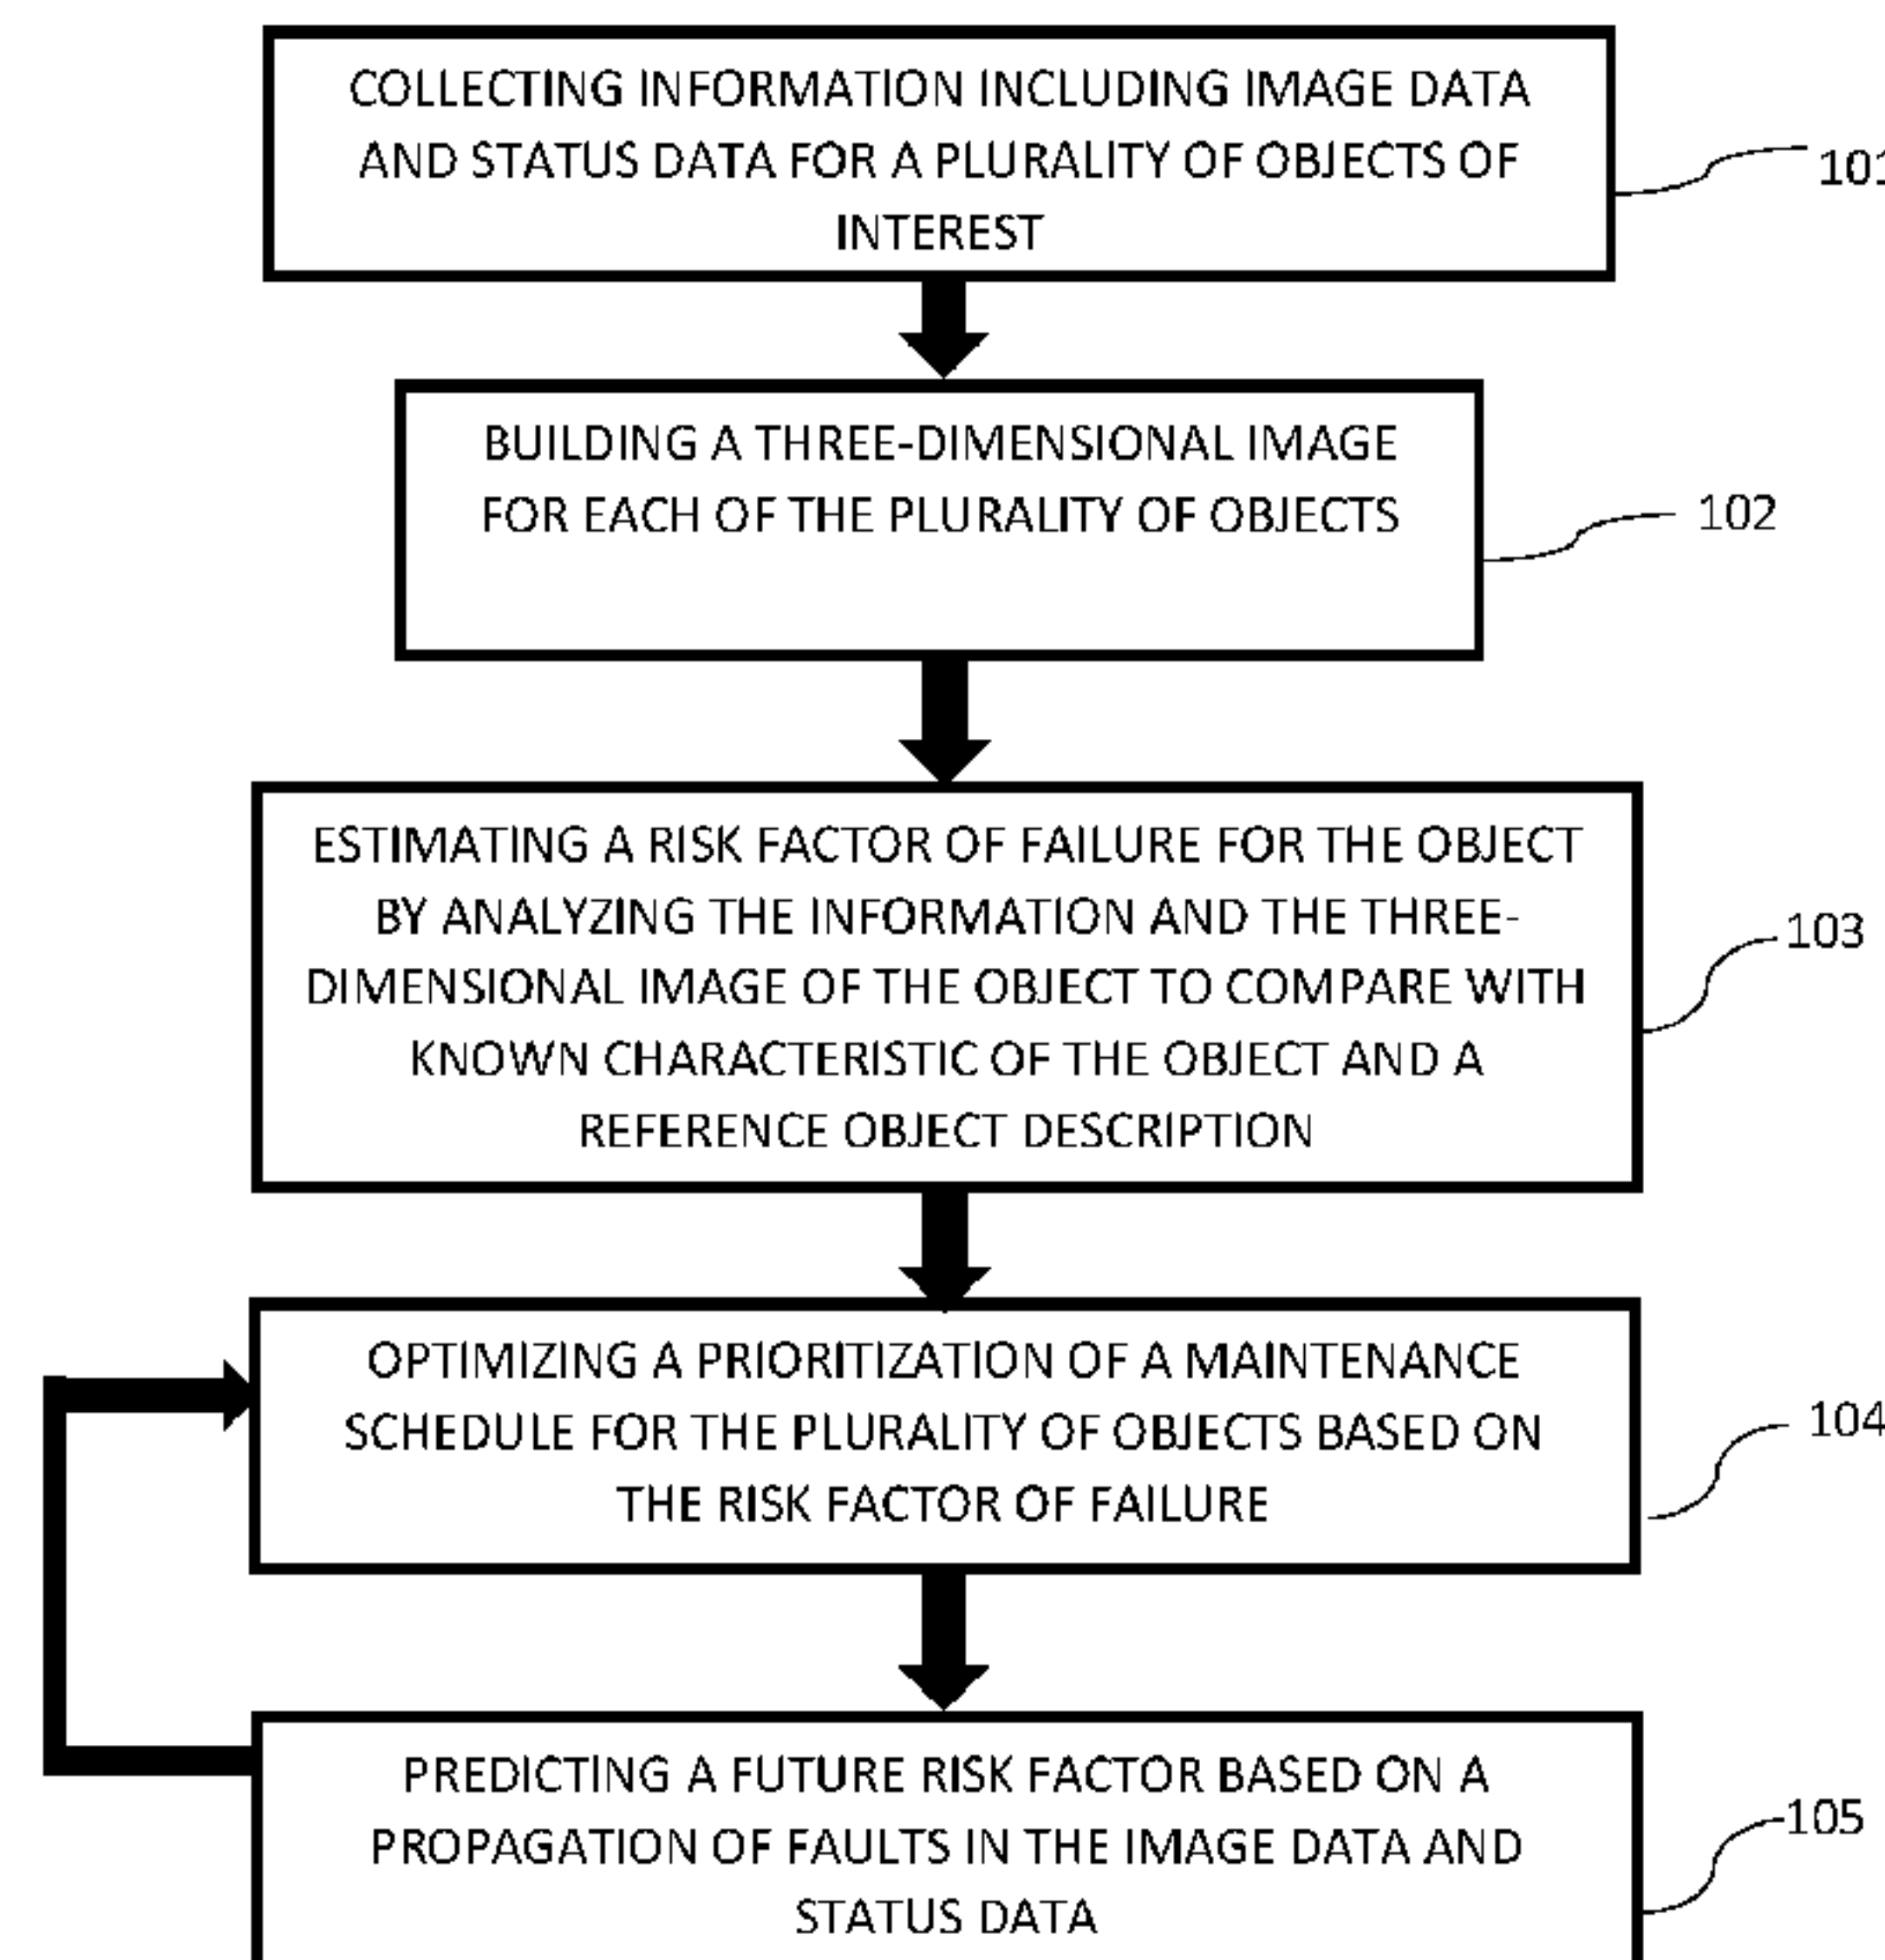 COLLECTING INFORMATION INCLUDING IMAGE DATA
AND STATUS DATA FOR A PLURALITY OF OBJECTS OF
INTEREST
101
BUILDING A THREE-DIMENSIONAL IMAGE
FOR EACH OF THE PLURALITY OF OBJECTS
102
ESTIMATING A RISK FACTOR OF FAILURE FOR THE OBJECT
BY ANALYZING THE INFORMATION AND THE THREE-
DIMENSIONAL IMAGE OF THE OBJECT TO COMPARE WITH
KNOWN CHARACTERISTIC OF THE OBJECT AND A
REFERENCE OBJECT DESCRIPTION
103
OPTIMIZING A PRIORITIZATION OF A MAINTENANCE
SCHEDULE FOR THE PLURALITY OF OBJECTS BASED ON
THE RISK FACTOR OF FAILURE
104
PREDICTING A FUTURE RISK FACTOR BASED ON A
PROPAGATION OF FAULTS IN THE IMAGE DATA AND
STATUS DATA
105